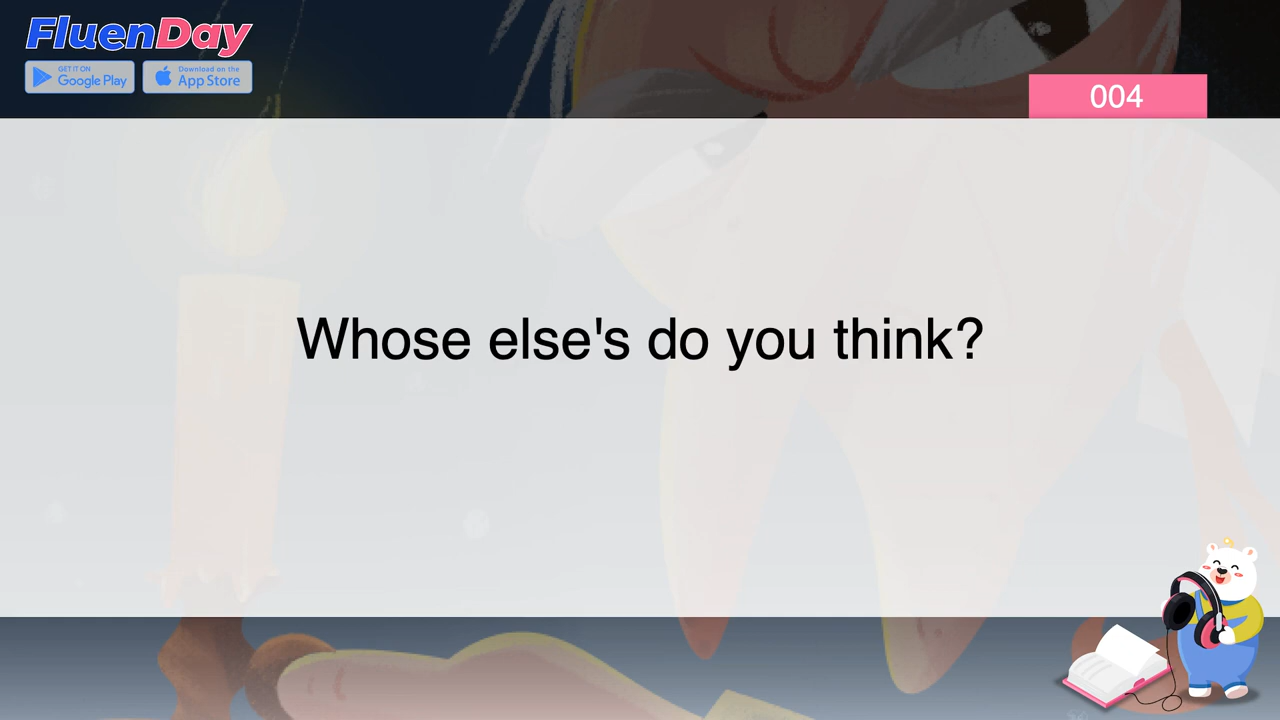 FluenDay
GET IT ON
Google Play
Download on the
App Store
004
Whose else's do you think?